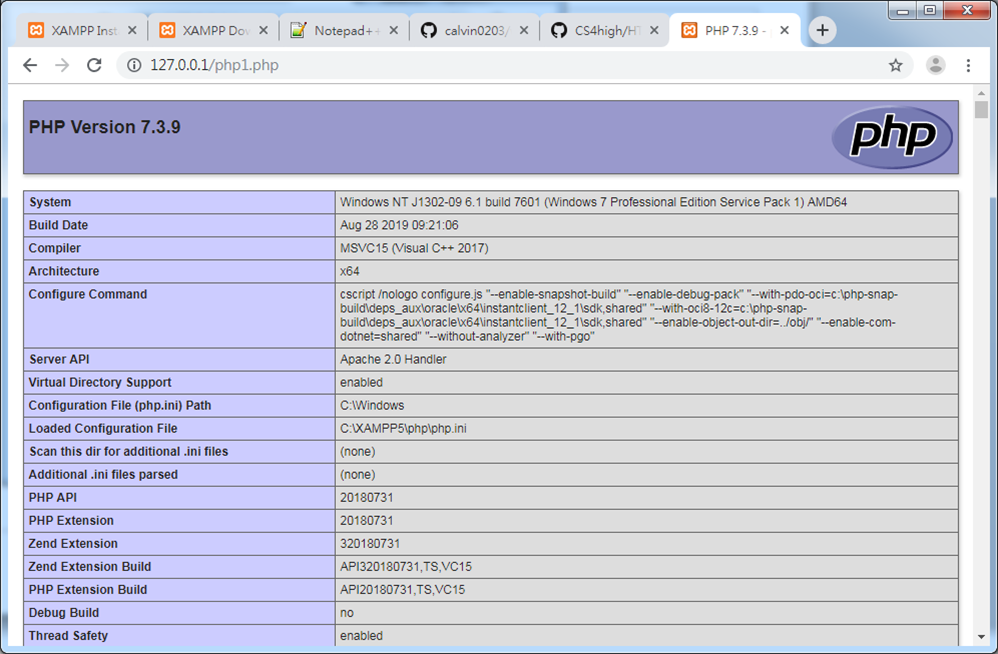 XAMPP Inst
XAMPP Do
Notepad+
calvin0203/
CS4high/HT
PHP 7.3.9 -
127.0.0.1/php1.php
PHP Version 7.3.9
php
System
Windows NT J1302-09 6.1 build 7601 (Windows 7 Professional Edition Service Pack 1) AMD64
Build Date
Aug 28 2019 09:21:06
Compiler
MSVC15 (Visual C++ 2017)
Architecture
x64
Configure Command
cscript /nologo configure.js "--enable-snapshot-build" "--enable-debug-pack" "--with-pdo-oci=c:\php-snap-
build\deps_aux\oracle\x64\instantclient_12_1\sdk,shared" "--with-oci8-12c=c:\php-snap-
build\deps_aux\oracle\x64\instantclient_12_1\sdk,shared" "--enable-object-out-dir=../obj/" "--enable-com-
dotnet=shared" "--without-analyzer" "--with-pgo"
Server API
Apache 2.0 Handler
Virtual Directory Support
enabled
Configuration File (php.ini) Path
C:\Windows
Loaded Configuration File
C:\XAMPP5\php\php.ini
Scan this dir for additional .ini files
(none)
Additional .ini files parsed
(none)
PHP API
20180731
PHP Extension
20180731
Zend Extension
320180731
Zend Extension Build
API320180731,TS,VC15
PHP Extension Build
API20180731,TS,VC15
Debug Build
no
Thread Safety
enabled